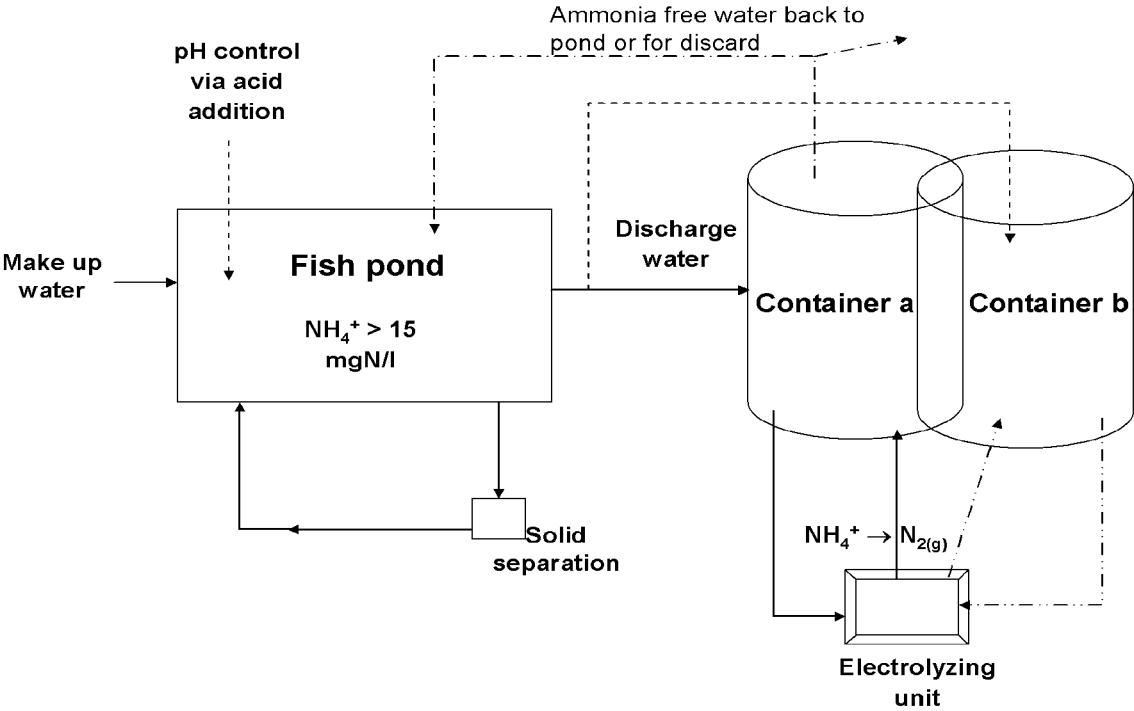 Ammonia free water back to
pond or for discard
pH control
via acid
addition
Make up
water
Fish pond
NH₄⁺ > 15
mgN/l
Discharge
water
Container a
Container b
Solid
separation
NH₄⁺ → N₂₍g₎
Electrolyzing
unit